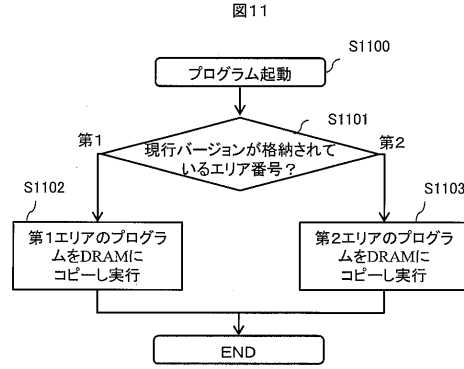 図11
S1100
プログラム起動
S1101
第1
現行バージョンが格納されて
いるエリア番号?
第2
S1102
第1エリアのプログラ
ムをDRAMに
コピーし実行
S1103
第2エリアのプログラ
ムをDRAMに
コピーし実行
END